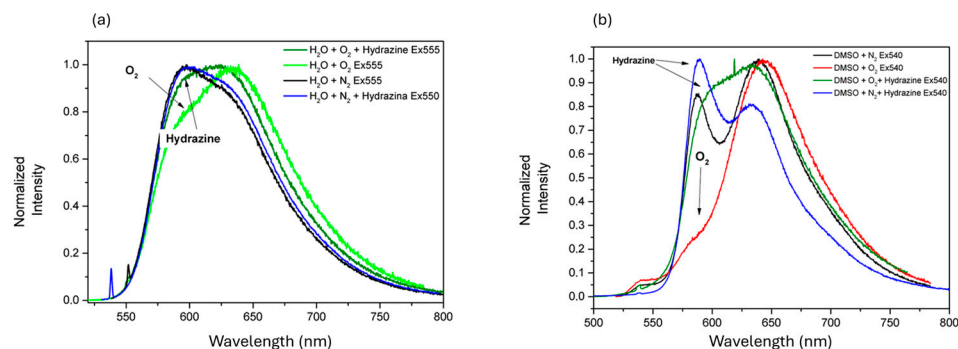 (a)
H₂O + O₂ + Hydrazine Ex555
H₂O + O₂ Ex555
H₂O + N₂ Ex555
H₂O + N₂ + Hydrazina Ex550
O₂
Hydrazine
Normalized
Intensity
1.0
0.8
0.6
0.4
0.2
0.0
550
600
650
700
750
800
Wavelength (nm)
(b)
DMSO + N₂ Ex540
DMSO + O₂ Ex540
DMSO + O₂+ Hydrazine Ex540
DMSO + N₂+ Hydrazine Ex540
Hydrazine
O₂
Normalized
Intensity
1.0
0.9
0.8
0.7
0.6
0.5
0.4
0.3
0.2
0.1
0.0
500
550
600
650
700
750
800
Wavelength (nm)